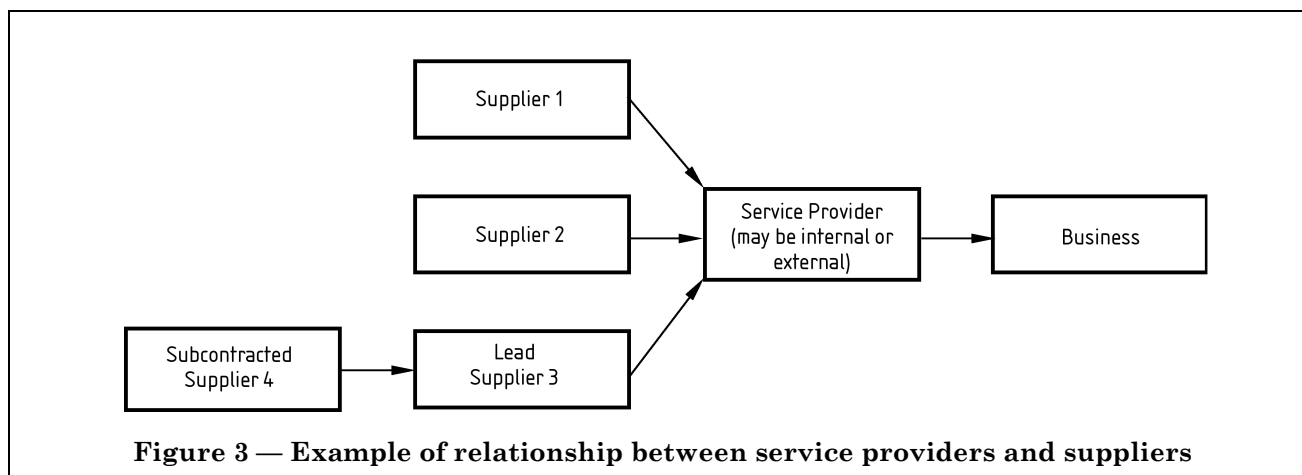 Supplier 1
Supplier 2
Service Provider
(may be internal or
external)
Business
Subcontracted
Supplier 4
Lead
Supplier 3
Figure 3 — Example of relationship between service providers and suppliers